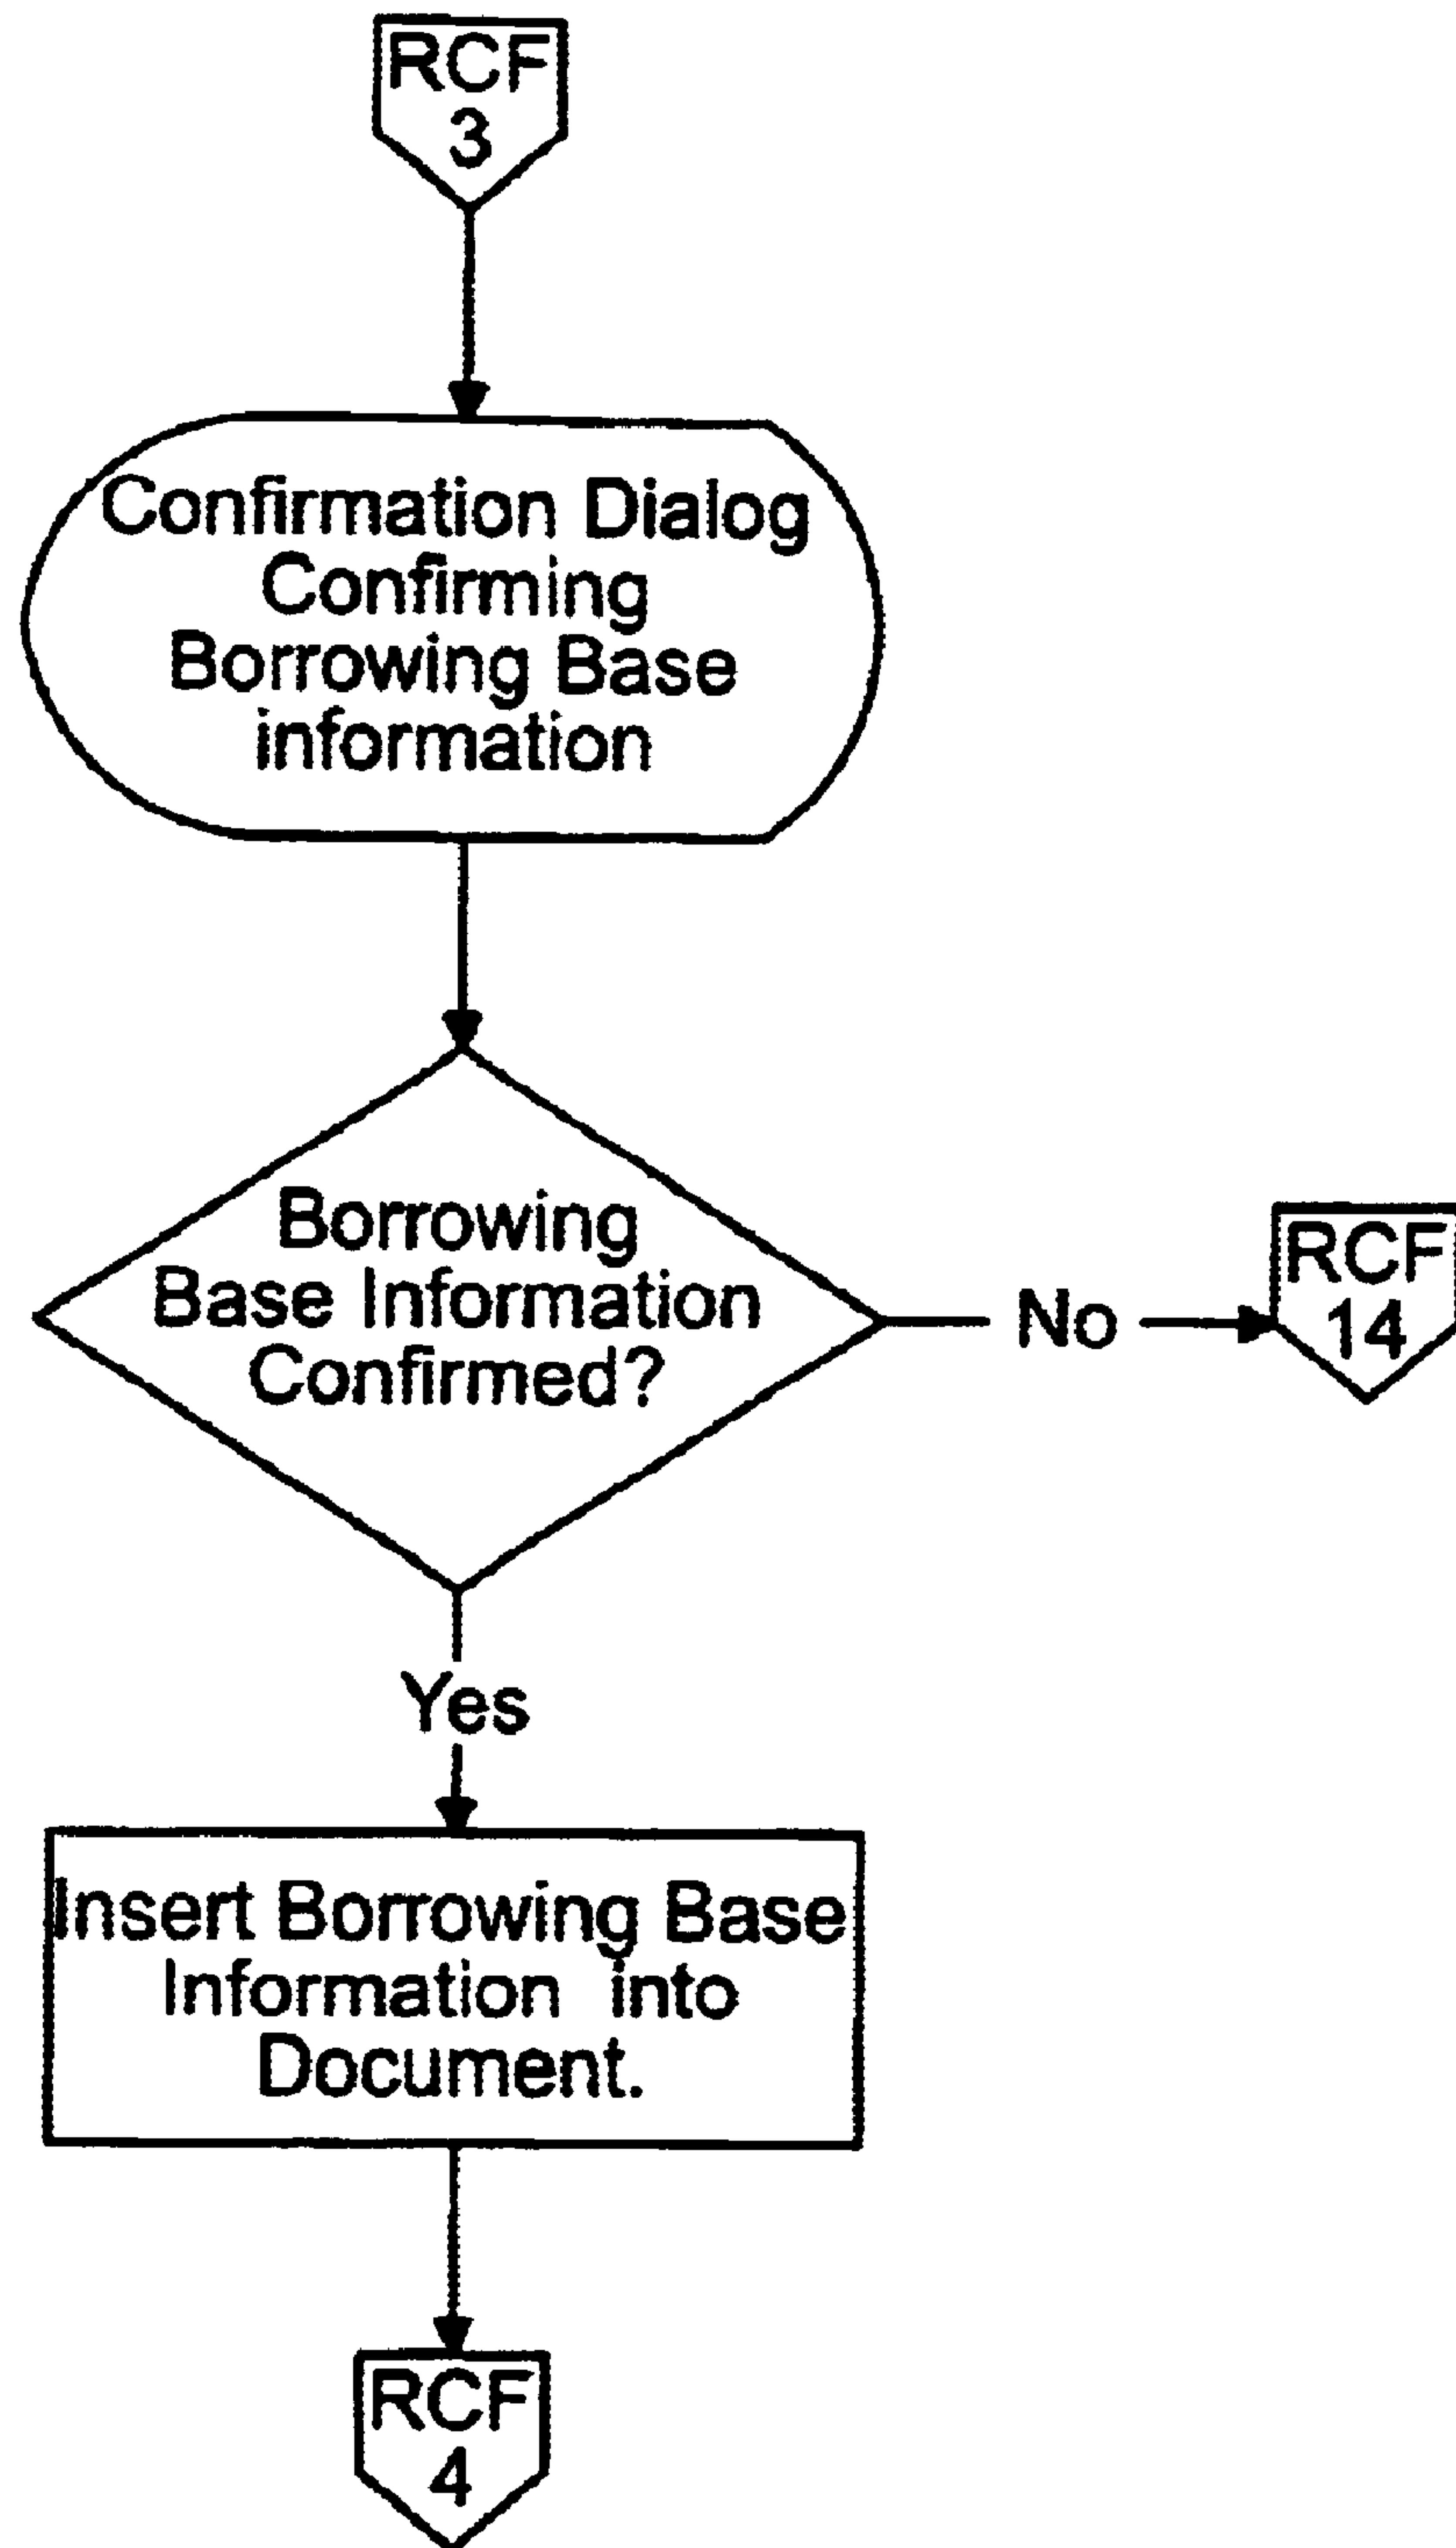 RCF
3
Confirmation Dialog
Confirming
Borrowing Base
information
Borrowing
Base Information
Confirmed?
No
RCF
14
Yes
Insert Borrowing Base
Information into
Document.
RCF
4